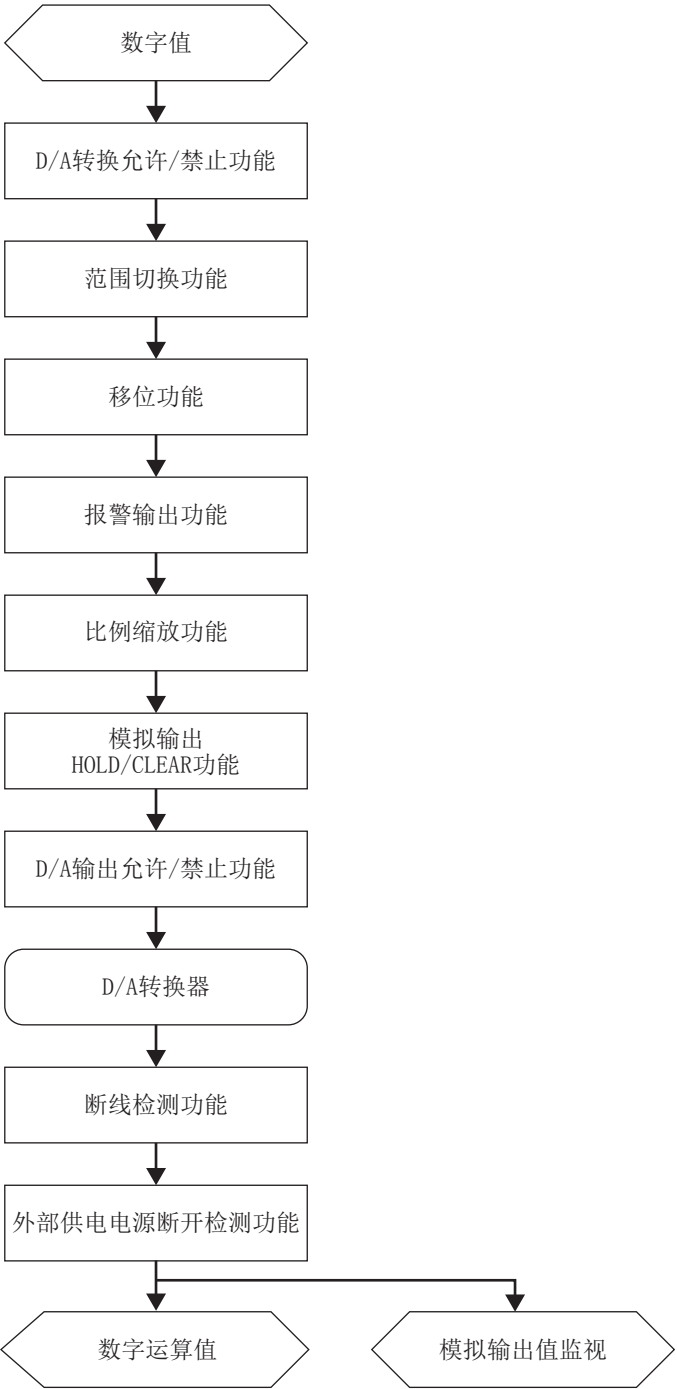 数字值
D/A转换允许/禁止功能
范围切换功能
移位功能
报警输出功能
比例缩放功能
模拟输出
HOLD/CLEAR功能
D/A输出允许/禁止功能
D/A转换器
断线检测功能
外部供电电源断开检测功能
数字运算值
模拟输出值监视